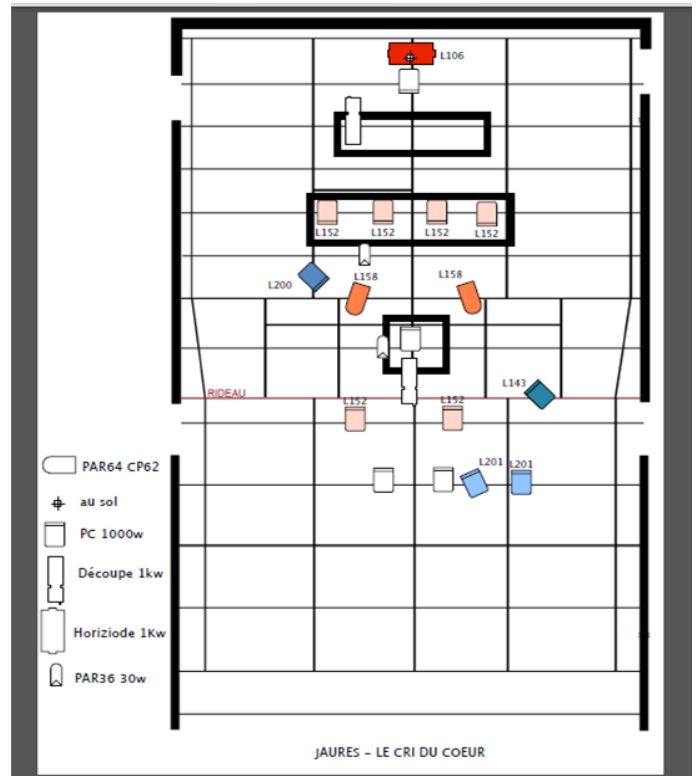 L106
L152 L152 L152 L152
L200
L158 L158
L143
RIDEAU
L152 L152
L201 L201
PAR64 CP62
au sol
PC 1000w
Découpe 1kw
Horiziode 1Kw
PAR36 30w
JAURES – LE CRI DU COEUR